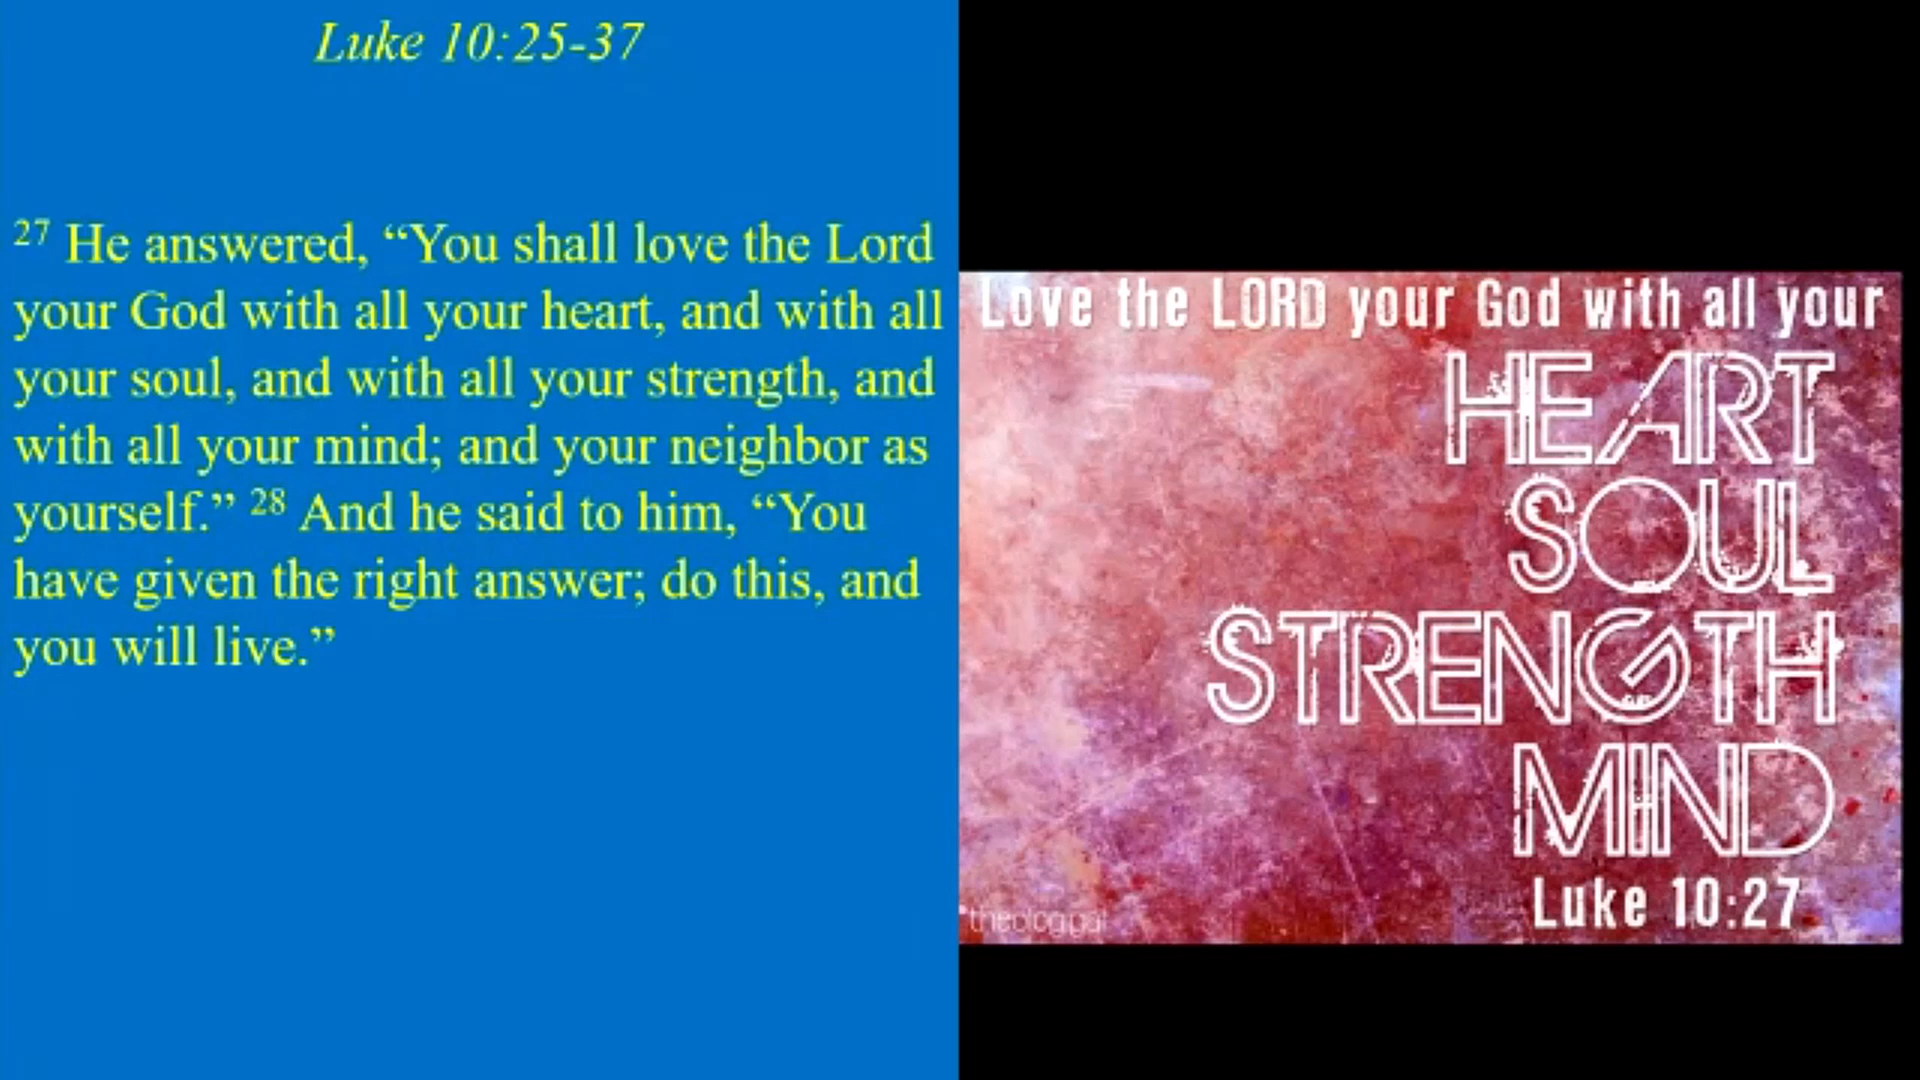 Luke 10:25-37
27 He answered, “You shall love the Lord
your God with all your heart, and with all
your soul, and with all your strength, and
with all your mind; and your neighbor as
yourself.” 28 And he said to him, “You
have given the right answer; do this, and
you will live.”
Love the LORD your God with all your
HEART
SOUL
STRENGTH
MIND
Luke 10:27